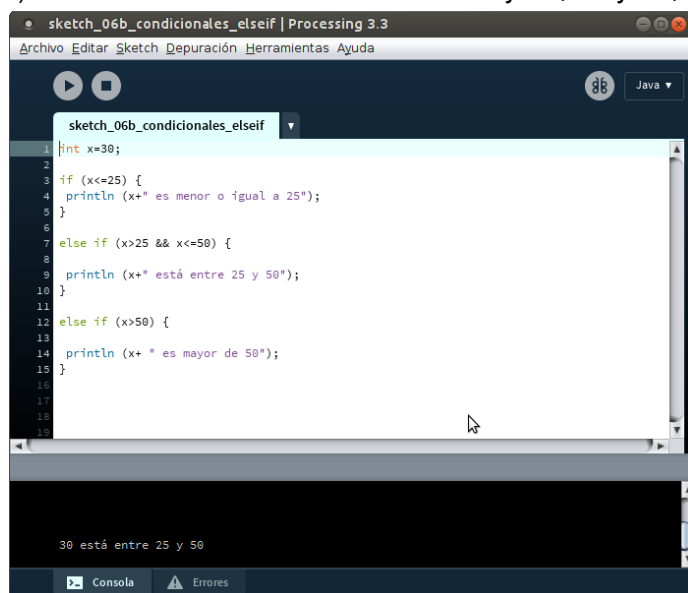 sketch_06b_condicionales_elseif | Processing 3.3
Archivo Editar Sketch Depuración Herramientas Ayuda
Java ▾
sketch_06b_condicionales_elseif ▾
1 int x=30;
2
3 if (x<=25) {
4 println (x+" es menor o igual a 25");
5 }
6
7 else if (x>25 && x<=50) {
8
9 println (x+" está entre 25 y 50");
10 }
11
12 else if (x>50) {
13
14 println (x+ " es mayor de 50");
15 }
16
17
18
19
30 está entre 25 y 50
Consola Errores